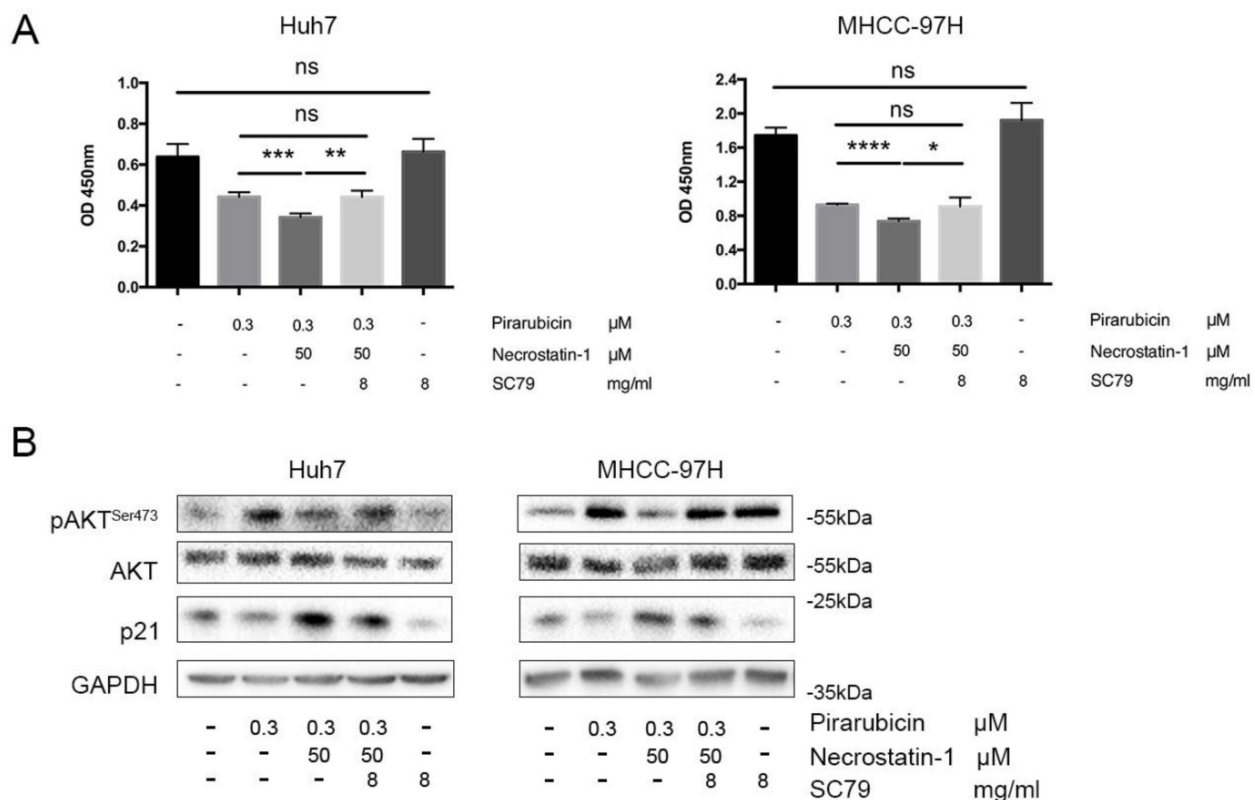 A
Huh7
ns
ns
*** **
1.0
0.8
0.6
0.4
0.2
0.0
OD 450nm
- 0.3 0.3 0.3 - Pirarubicin µM
- - 50 50 - Necrostatin-1 µM
- - - 8 8 SC79 mg/ml
MHCC-97H
ns
ns
**** *
2.4
2.0
1.6
1.2
0.8
0.4
0.0
OD 450nm
- 0.3 0.3 0.3 - Pirarubicin µM
- - 50 50 - Necrostatin-1 µM
- - - 8 8 SC79 mg/ml
B
Huh7 MHCC-97H
pAKTSer473 -55kDa
AKT -55kDa
-25kDa
p21
GAPDH -35kDa
- 0.3 0.3 0.3 - - 0.3 0.3 0.3 - Pirarubicin µM
- - 50 50 - - - 50 50 - Necrostatin-1 µM
- - - 8 8 - - - 8 8 SC79 mg/ml